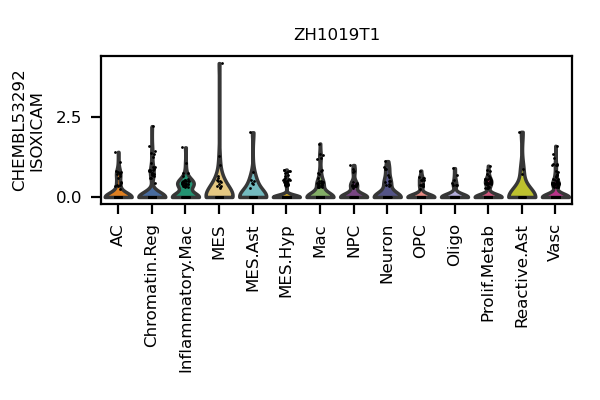 ZH1019T1
CHEMBL53292
ISOXICAM
2.5
0.0
AC
Chromatin.Reg
Inflammatory.Mac
MES
MES.Ast
MES.Hyp
Mac
NPC
Neuron
OPC
Oligo
Prolif.Metab
Reactive.Ast
Vasc